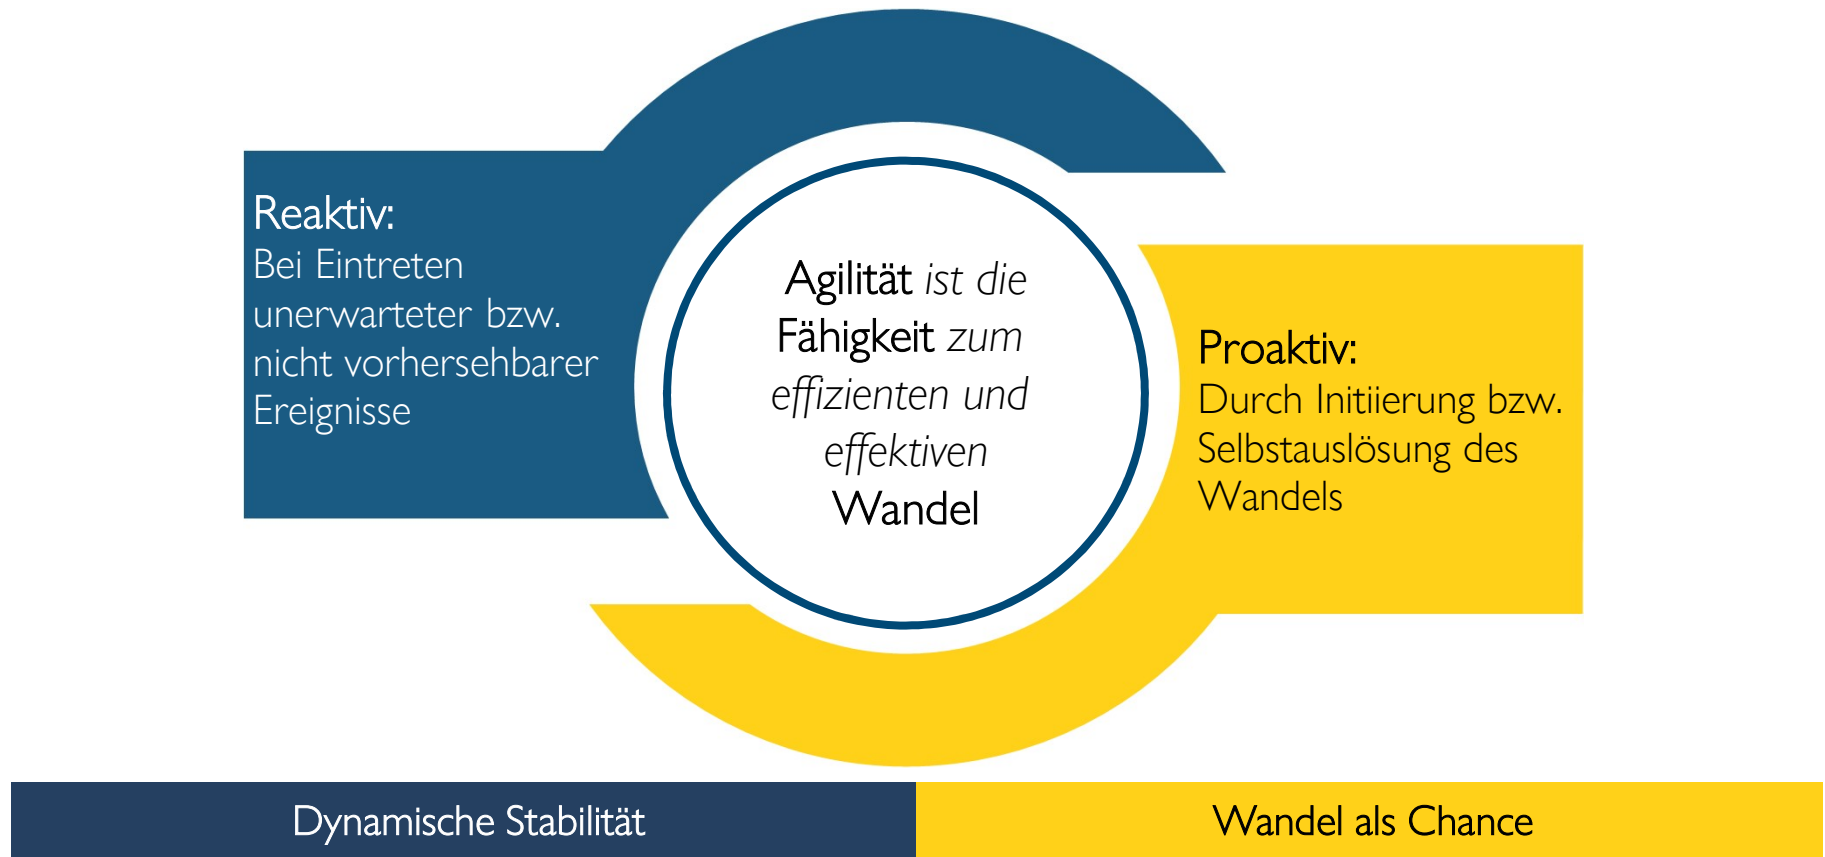 Reaktiv:
Bei Eintreten
unerwarteter bzw.
nicht vorhersehbarer
Ereignisse
Agilität ist die
Fähigkeit zum
effizienten und
effektiven
Wandel
Proaktiv:
Durch Initiierung bzw.
Selbstauslösung des
Wandels
Dynamische Stabilität
Wandel als Chance